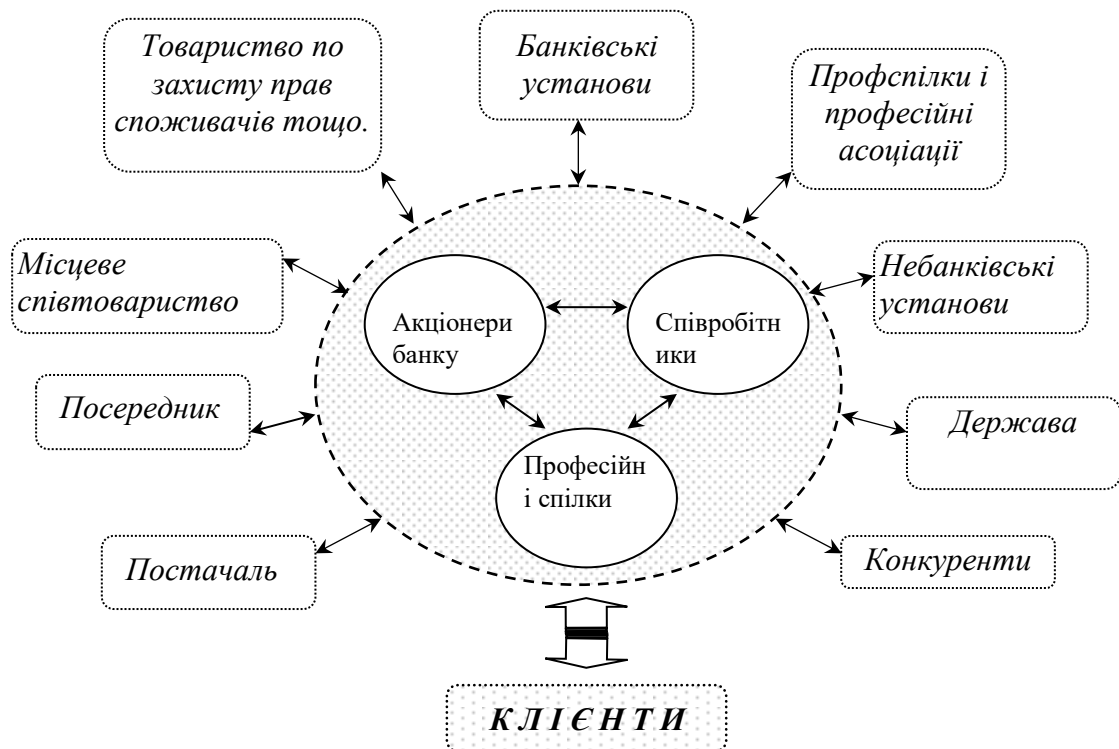 Товариство по
захисту прав
споживачів тощо.
Банківські
установи
Профспілки і
професійні
асоціації
Місцеве
співтовариство
Небанківські
установи
Акціонери
банку
Співробітн
ики
Посередник
Держава
Професійн
і спілки
Постачаль
Конкуренти
К Л І Є Н Т И